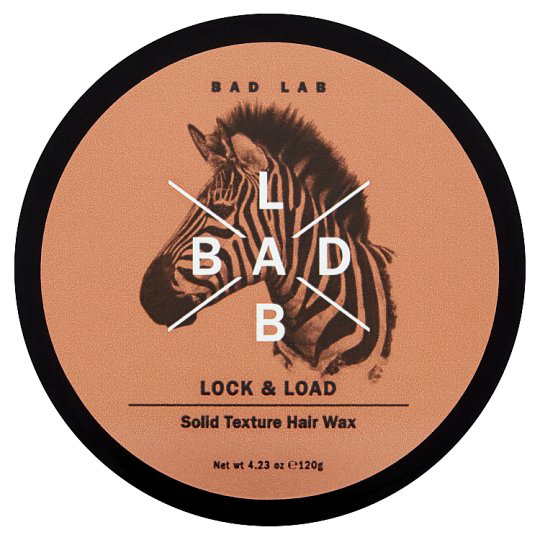 BAD LAB
L
BAD
B
LOCK & LOAD
Solid Texture Hair Wax
Net wt 4.23 oz ℮120g